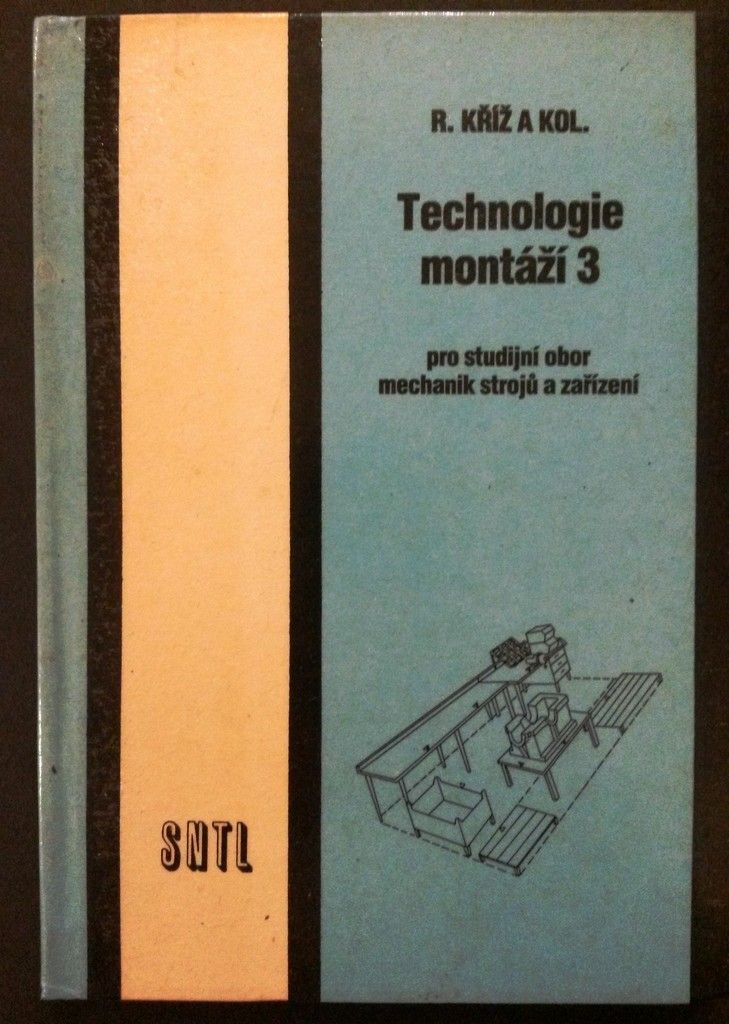 R. KŘÍŽ A KOL.
Technologie
montáží 3
pro studijní obor
mechanik strojů a zařízení
SNTL